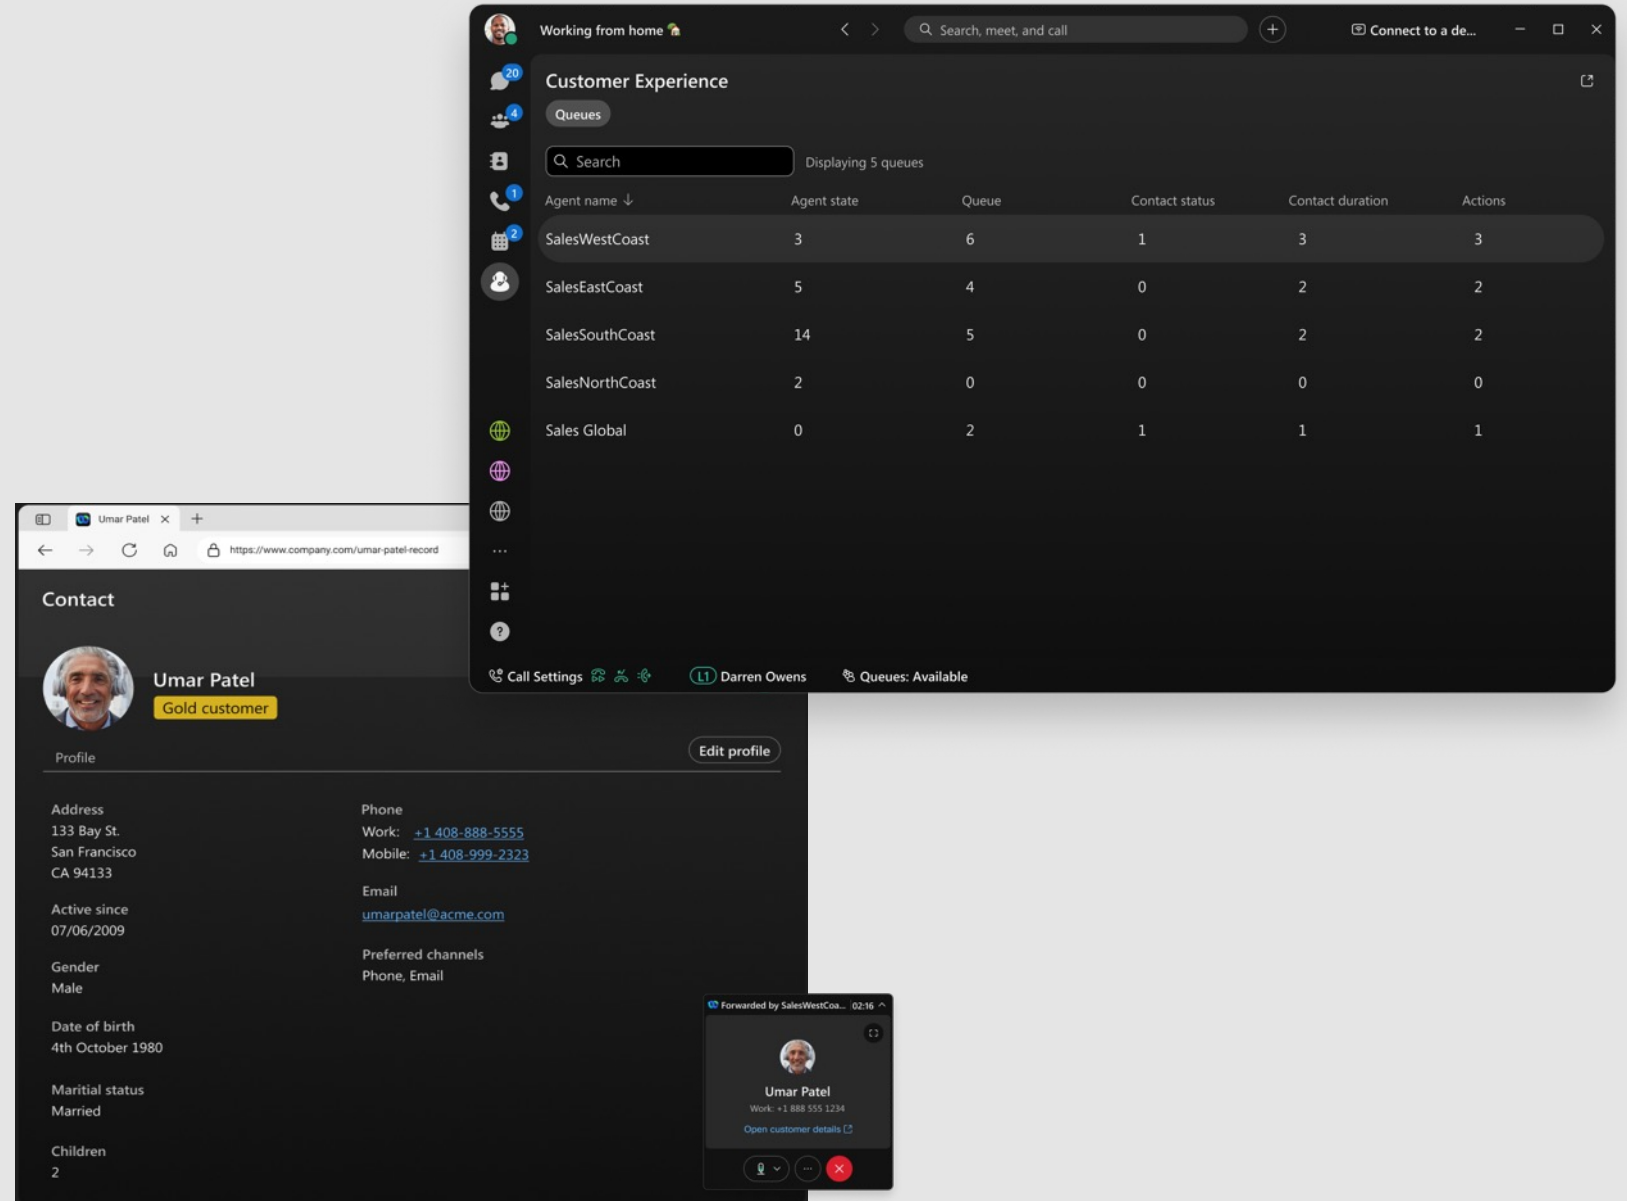 Working from home
Search, meet, and call
Connect to a de...
20
4
1
2
Customer Experience
Queues
Search
Displaying 5 queues
Agent name Agent state Queue Contact status Contact duration Actions
SalesWestCoast 3 6 1 3 3
SalesEastCoast 5 4 0 2 2
SalesSouthCoast 14 5 0 2 2
SalesNorthCoast 2 0 0 0 0
Sales Global 0 2 1 1 1
Call Settings
L1 Darren Owens
Queues: Available
Umar Patel
https://www.company.com/umar-patel-record
Contact
Umar Patel
Gold customer
Profile
Edit profile
Address
133 Bay St.
San Francisco
CA 94133
Active since
07/06/2009
Gender
Male
Date of birth
4th October 1980
Maritial status
Married
Children
2
Phone
Work: +1 408-888-5555
Mobile: +1 408-999-2323
Email
umarpatel@acme.com
Preferred channels
Phone, Email
Forwarded by SalesWestCoa... 02:16
Umar Patel
Work: +1 888 555 1234
Open customer details